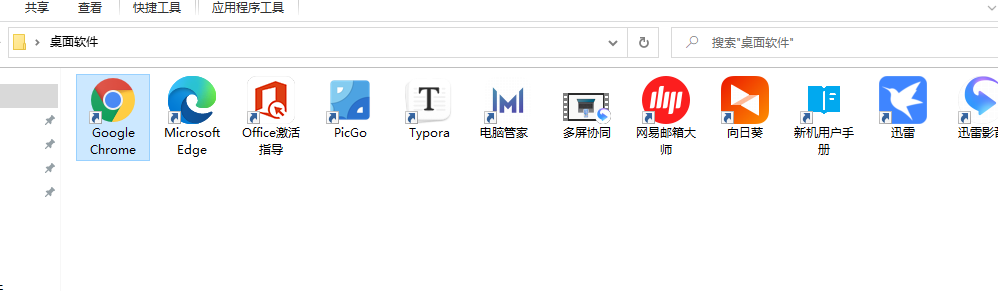 共享 查看 快捷工具 应用程序工具
桌面软件
搜索"桌面软件"
Google
Chrome
Microsoft
Edge
Office激活
指导
PicGo
T
Typora
电脑管家
多屏协同
网易邮箱大
师
向日葵
新机用户手
册
迅雷
迅雷影音